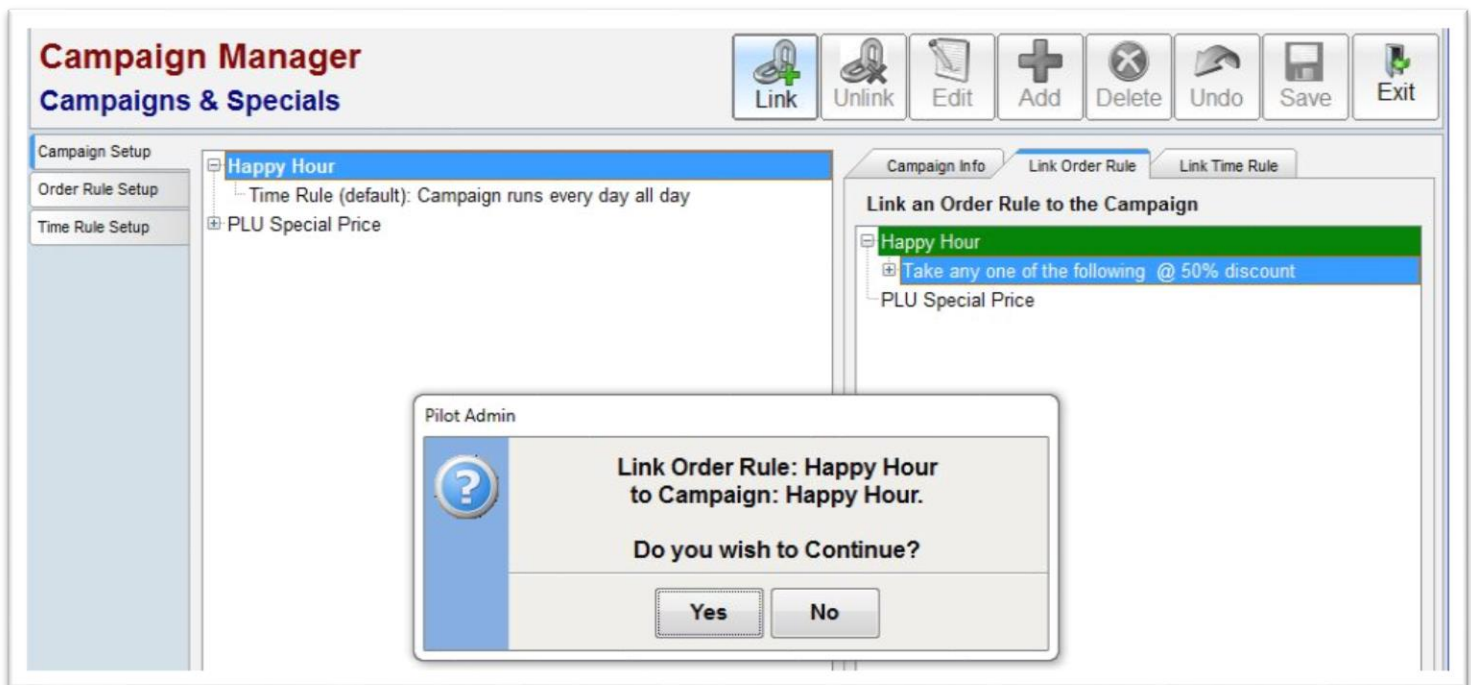 Campaign Manager
Campaigns & Specials
Link
Unlink
Edit
Add
Delete
Undo
Save
Exit
Campaign Setup
Order Rule Setup
Time Rule Setup
Happy Hour
Time Rule (default): Campaign runs every day all day
PLU Special Price
Campaign Info
Link Order Rule
Link Time Rule
Link an Order Rule to the Campaign
Happy Hour
Take any one of the following @ 50% discount
PLU Special Price
Pilot Admin
Link Order Rule: Happy Hour
to Campaign: Happy Hour.
Do you wish to Continue?
Yes
No